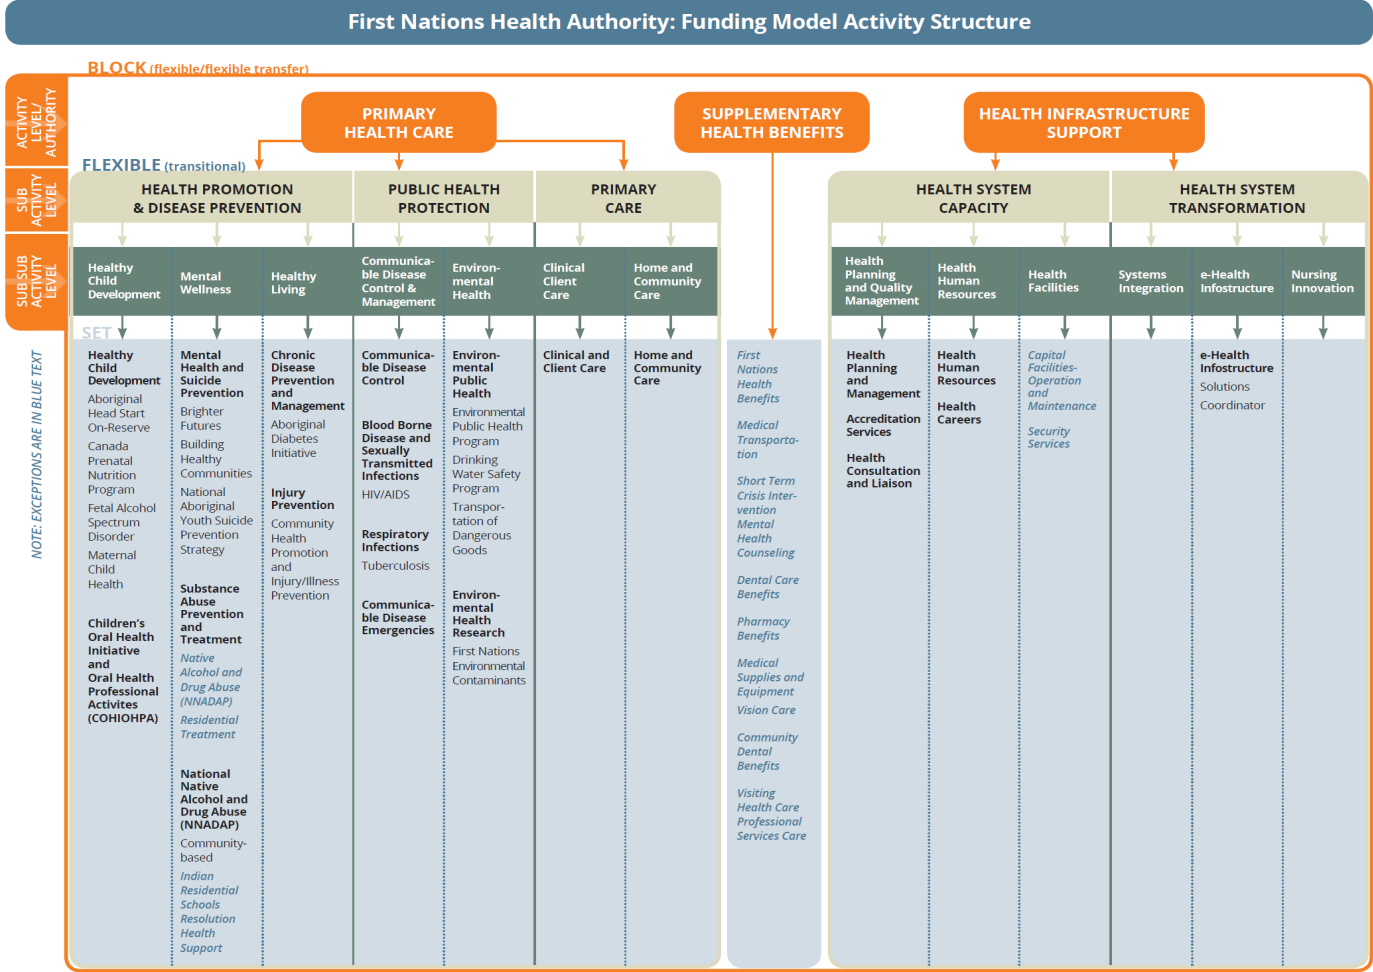 First Nations Health Authority: Funding Model Activity Structure
BLOCK (flexible/flexible transfer)
ACTIVITY
LEVEL/
AUTHORITY
PRIMARY
HEALTH CARE
SUPPLEMENTARY
HEALTH BENEFITS
HEALTH INFRASTRUCTURE
SUPPORT
FLEXIBLE (transitional)
SUB
ACTIVITY
LEVEL
HEALTH PROMOTION
& DISEASE PREVENTION
PUBLIC HEALTH
PROTECTION
PRIMARY
CARE
HEALTH SYSTEM
CAPACITY
HEALTH SYSTEM
TRANSFORMATION
SUB SUB
ACTIVITY
LEVEL
Healthy
Child
Development
Mental
Wellness
Healthy
Living
Communica-
ble Disease
Control &
Management
Environ-
mental
Health
Clinical
Client
Care
Home and
Community
Care
Health
Planning
and Quality
Management
Health
Human
Resources
Health
Facilities
Systems
Integration
e-Health
Infostructure
Nursing
Innovation
SET
NOTE: EXCEPTIONS ARE IN BLUE TEXT
Healthy
Child
Development
Aboriginal
Head Start
On-Reserve
Canada
Prenatal
Nutrition
Program
Fetal Alcohol
Spectrum
Disorder
Maternal
Child
Health
Children's
Oral Health
Initiative
and
Oral Health
Professional
Activites
(COHIOHPA)
Mental
Health and
Suicide
Prevention
Brighter
Futures
Building
Healthy
Communities
National
Aboriginal
Youth Suicide
Prevention
Strategy
Substance
Abuse
Prevention
and
Treatment
Native
Alcohol and
Drug Abuse
(NNADAP)
Residential
Treatment
National
Native
Alcohol and
Drug Abuse
(NNADAP)
Community-
based
Indian
Residential
Schools
Resolution
Health
Support
Chronic
Disease
Prevention
and
Management
Aboriginal
Diabetes
Initiative
Injury
Prevention
Community
Health
Promotion
and
Injury/Illness
Prevention
Communica-
ble Disease
Control
Blood Borne
Disease and
Sexually
Transmitted
Infections
HIV/AIDS
Respiratory
Infections
Tuberculosis
Communica-
ble Disease
Emergencies
Environ-
mental
Public
Health
Environmental
Public Health
Program
Drinking
Water Safety
Program
Transpor-
tation of
Dangerous
Goods
Environ-
mental
Health
Research
First Nations
Environmental
Contaminants
Clinical and
Client Care
Home and
Community
Care
First
Nations
Health
Benefits
Medical
Transporta-
tion
Short Term
Crisis Inter-
vention
Mental
Health
Counseling
Dental Care
Benefits
Pharmacy
Benefits
Medical
Supplies and
Equipment
Vision Care
Community
Dental
Benefits
Visiting
Health Care
Professional
Services Care
Health
Planning
and
Management
Accreditation
Services
Health
Consultation
and Liaison
Health
Human
Resources
Health
Careers
Capital
Facilities-
Operation
and
Maintenance
Security
Services
e-Health
Infostructure
Solutions
Coordinator